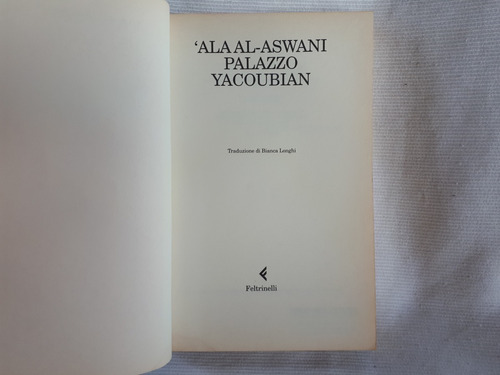 ‘ALA AL-ASWANI
PALAZZO
YACOUBIAN
Traduzione di Bianca Longhi
Feltrinelli